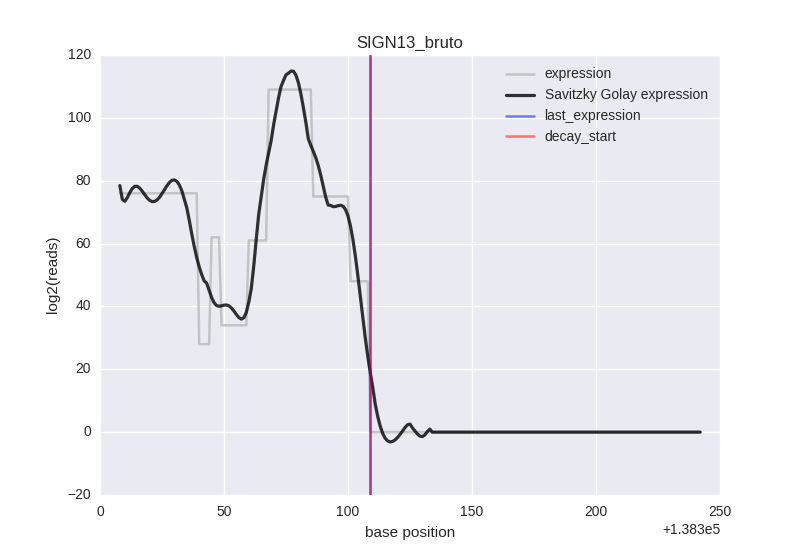 SIGN13_bruto
expression
Savitzky Golay expression
last_expression
decay_start
log2(reads)
120
100
80
60
40
20
0
−20
0 50 100 150 200 250
+1.383e5
base position